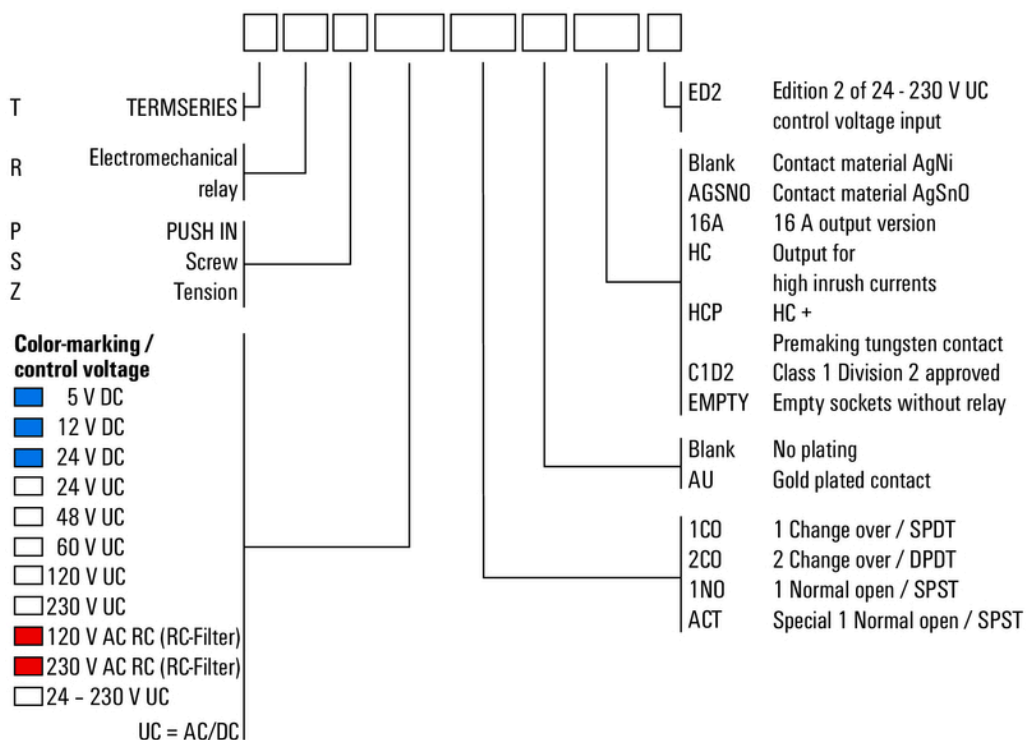 T TERMSERIES
R Electromechanical
relay
P PUSH IN
S Screw
Z Tension
Color-marking /
control voltage
5 V DC
12 V DC
24 V DC
24 V UC
48 V UC
60 V UC
120 V UC
230 V UC
120 V AC RC (RC-Filter)
230 V AC RC (RC-Filter)
24 – 230 V UC
UC = AC/DC
ED2 Edition 2 of 24 - 230 V UC
control voltage input
Blank Contact material AgNi
AGSNO Contact material AgSnO
16A 16 A output version
HC Output for
high inrush currents
HCP HC +
Premaking tungsten contact
C1D2 Class 1 Division 2 approved
EMPTY Empty sockets without relay
Blank No plating
AU Gold plated contact
1CO 1 Change over / SPDT
2CO 2 Change over / DPDT
1NO 1 Normal open / SPST
ACT Special 1 Normal open / SPST